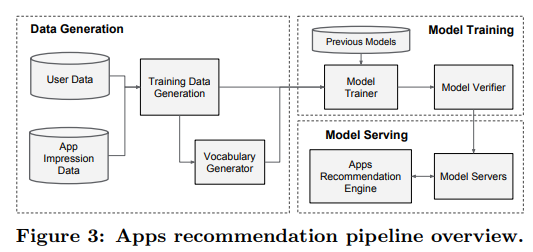 Data Generation
User Data
App
Impression
Data
Training Data
Generation
Vocabulary
Generator
Model Training
Previous Models
Model
Trainer
Model Verifier
Model Serving
Apps
Recommendation
Engine
Model Servers
Figure 3: Apps recommendation pipeline overview.